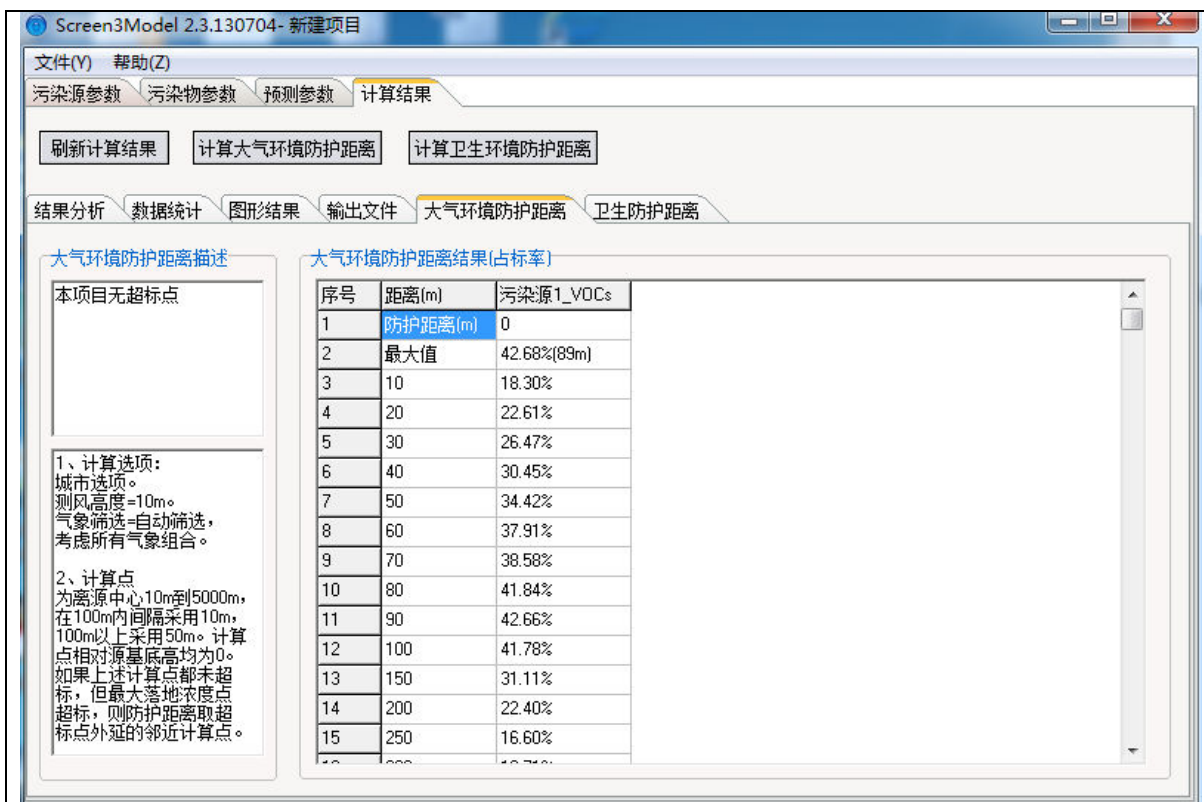 Screen3Model 2.3.130704- 新建项目
文件(Y) 帮助(Z)
污染源参数 污染物参数 预测参数 计算结果
刷新计算结果 计算大气环境防护距离 计算卫生环境防护距离
结果分析 数据统计 图形结果 输出文件 大气环境防护距离 卫生防护距离
大气环境防护距离描述
本项目无超标点
1、计算选项:
城市选项。
测风高度=10m。
气象筛选=自动筛选,
考虑所有气象组合。
2、计算点
为离源中心10m到5000m,
在100m内间隔采用10m,
100m以上采用50m。计算
点相对源基底高均为0。
如果上述计算点都未超
标,但最大落地浓度点
超标,则防护距离取超
标点外延的邻近计算点。
大气环境防护距离结果(占标率)
序号 距离(m) 污染源1_VOCs
1 防护距离(m) 0
2 最大值 42.68%(89m)
3 10 18.30%
4 20 22.61%
5 30 26.47%
6 40 30.45%
7 50 34.42%
8 60 37.91%
9 70 38.58%
10 80 41.84%
11 90 42.66%
12 100 41.78%
13 150 31.11%
14 200 22.40%
15 250 16.60%